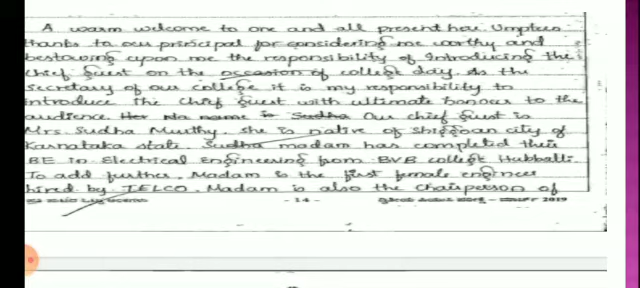 A warm welcome to one and all present here. Umpteen
thanks to our principal for considering me worthy and
bestowing upon me the responsibility of introducing the
chief guest on the occasion of college day. As the
secretary of our college it is my responsibility to
introduce the chief guest with ultimate honour to the
audience Her name is Sudha Our chief guest is
Mrs. Sudha Murthy. She is native of Shiggoan city of
Karnataka state. Sudha madam has completed their
BE in Electrical Engineering from BVB college Hubballi.
To add further. Madam is the first female engineer
hired by TELCO. Madam is also the chairperson of
- 14 -
2019